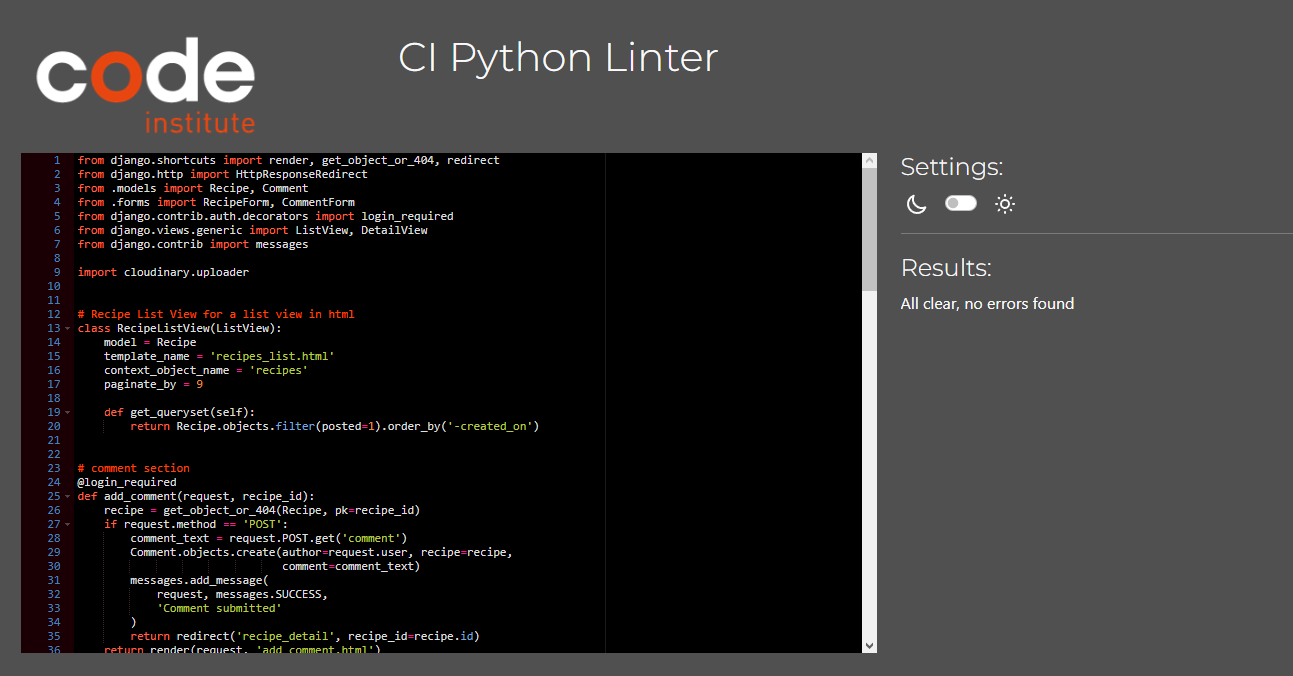 code
institute
CI Python Linter
1 from django.shortcuts import render, get_object_or_404, redirect
2 from django.http import HttpResponseRedirect
3 from .models import Recipe, Comment
4 from .forms import RecipeForm, CommentForm
5 from django.contrib.auth.decorators import login_required
6 from django.views.generic import ListView, DetailView
7 from django.contrib import messages
8
9 import cloudinary.uploader
10
11
12 # Recipe List View for a list view in html
13 class RecipeListView(ListView):
14     model = Recipe
15     template_name = 'recipes_list.html'
16     context_object_name = 'recipes'
17     paginate_by = 9
18
19     def get_queryset(self):
20         return Recipe.objects.filter(posted=1).order_by('-created_on')
21
22
23 # comment section
24 @login_required
25 def add_comment(request, recipe_id):
26     recipe = get_object_or_404(Recipe, pk=recipe_id)
27     if request.method == 'POST':
28         comment_text = request.POST.get('comment')
29         Comment.objects.create(author=request.user, recipe=recipe,
30                                comment=comment_text)
31         messages.add_message(
32             request, messages.SUCCESS,
33             'Comment submitted'
34         )
35         return redirect('recipe_detail', recipe_id=recipe.id)
36     return render(request, 'add_comment.html')
Settings:
Results:
All clear, no errors found